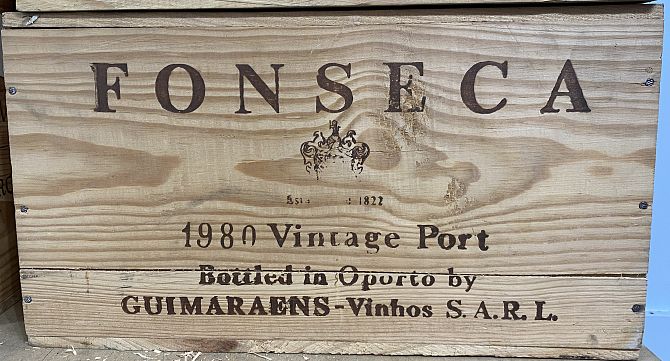 FONSECA
1822
1980 Vintage Port
Bottled in Oporto by
GUIMARAENS-Vinhos S.A.R.L.